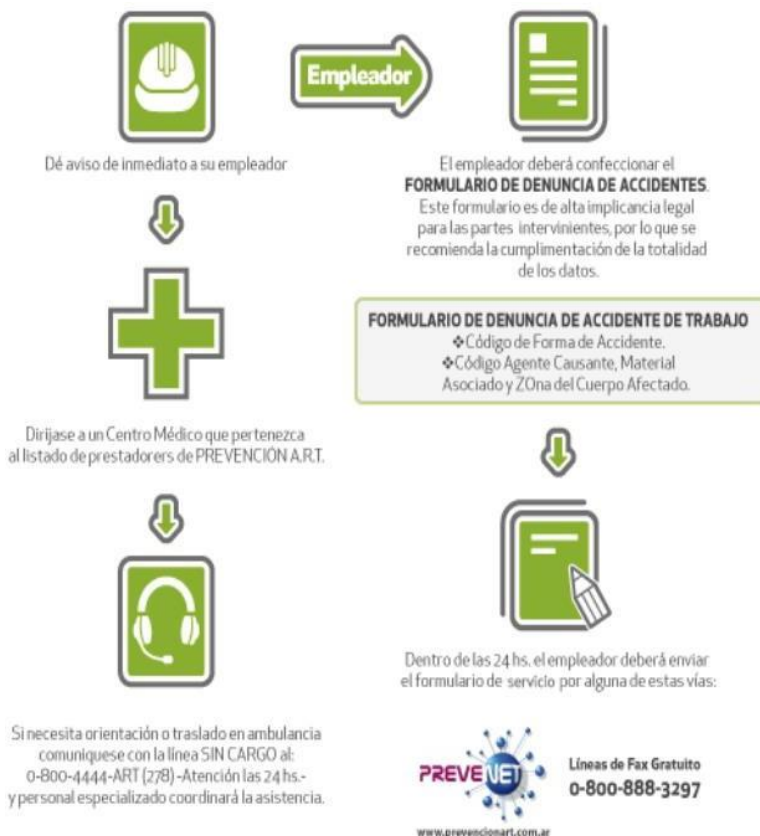 Dé aviso de inmediato a su empleador
Dirijase a un Centro Médico que pertenezca
al listado de prestadorers de PREVENCIÓN A.R.T.
Si necesita orientación o traslado en ambulancia
comuniquese con la línea SIN CARGO al:
0-800-4444-ART (278) -Atención las 24 hs.-
y personal especializado coordinará la asistencia.
Empleador
El empleador deberá confeccionar el
FORMULARIO DE DENUNCIA DE ACCIDENTES.
Este formulario es de alta implicancia legal
para las partes intervinientes, por lo que se
recomienda la cumplimentación de la totalidad
de los datos.
FORMULARIO DE DENUNCIA DE ACCIDENTE DE TRABAJO
❖Código de Forma de Accidente.
❖Código Agente Causante, Material
Asociado y ZOna del Cuerpo Afectado.
Dentro de las 24 hs. el empleador deberá enviar
el formulario de servicio por alguna de estas vías:
PREVENET
www.prevencionart.com.ar
Líneas de Fax Gratuito
0-800-888-3297